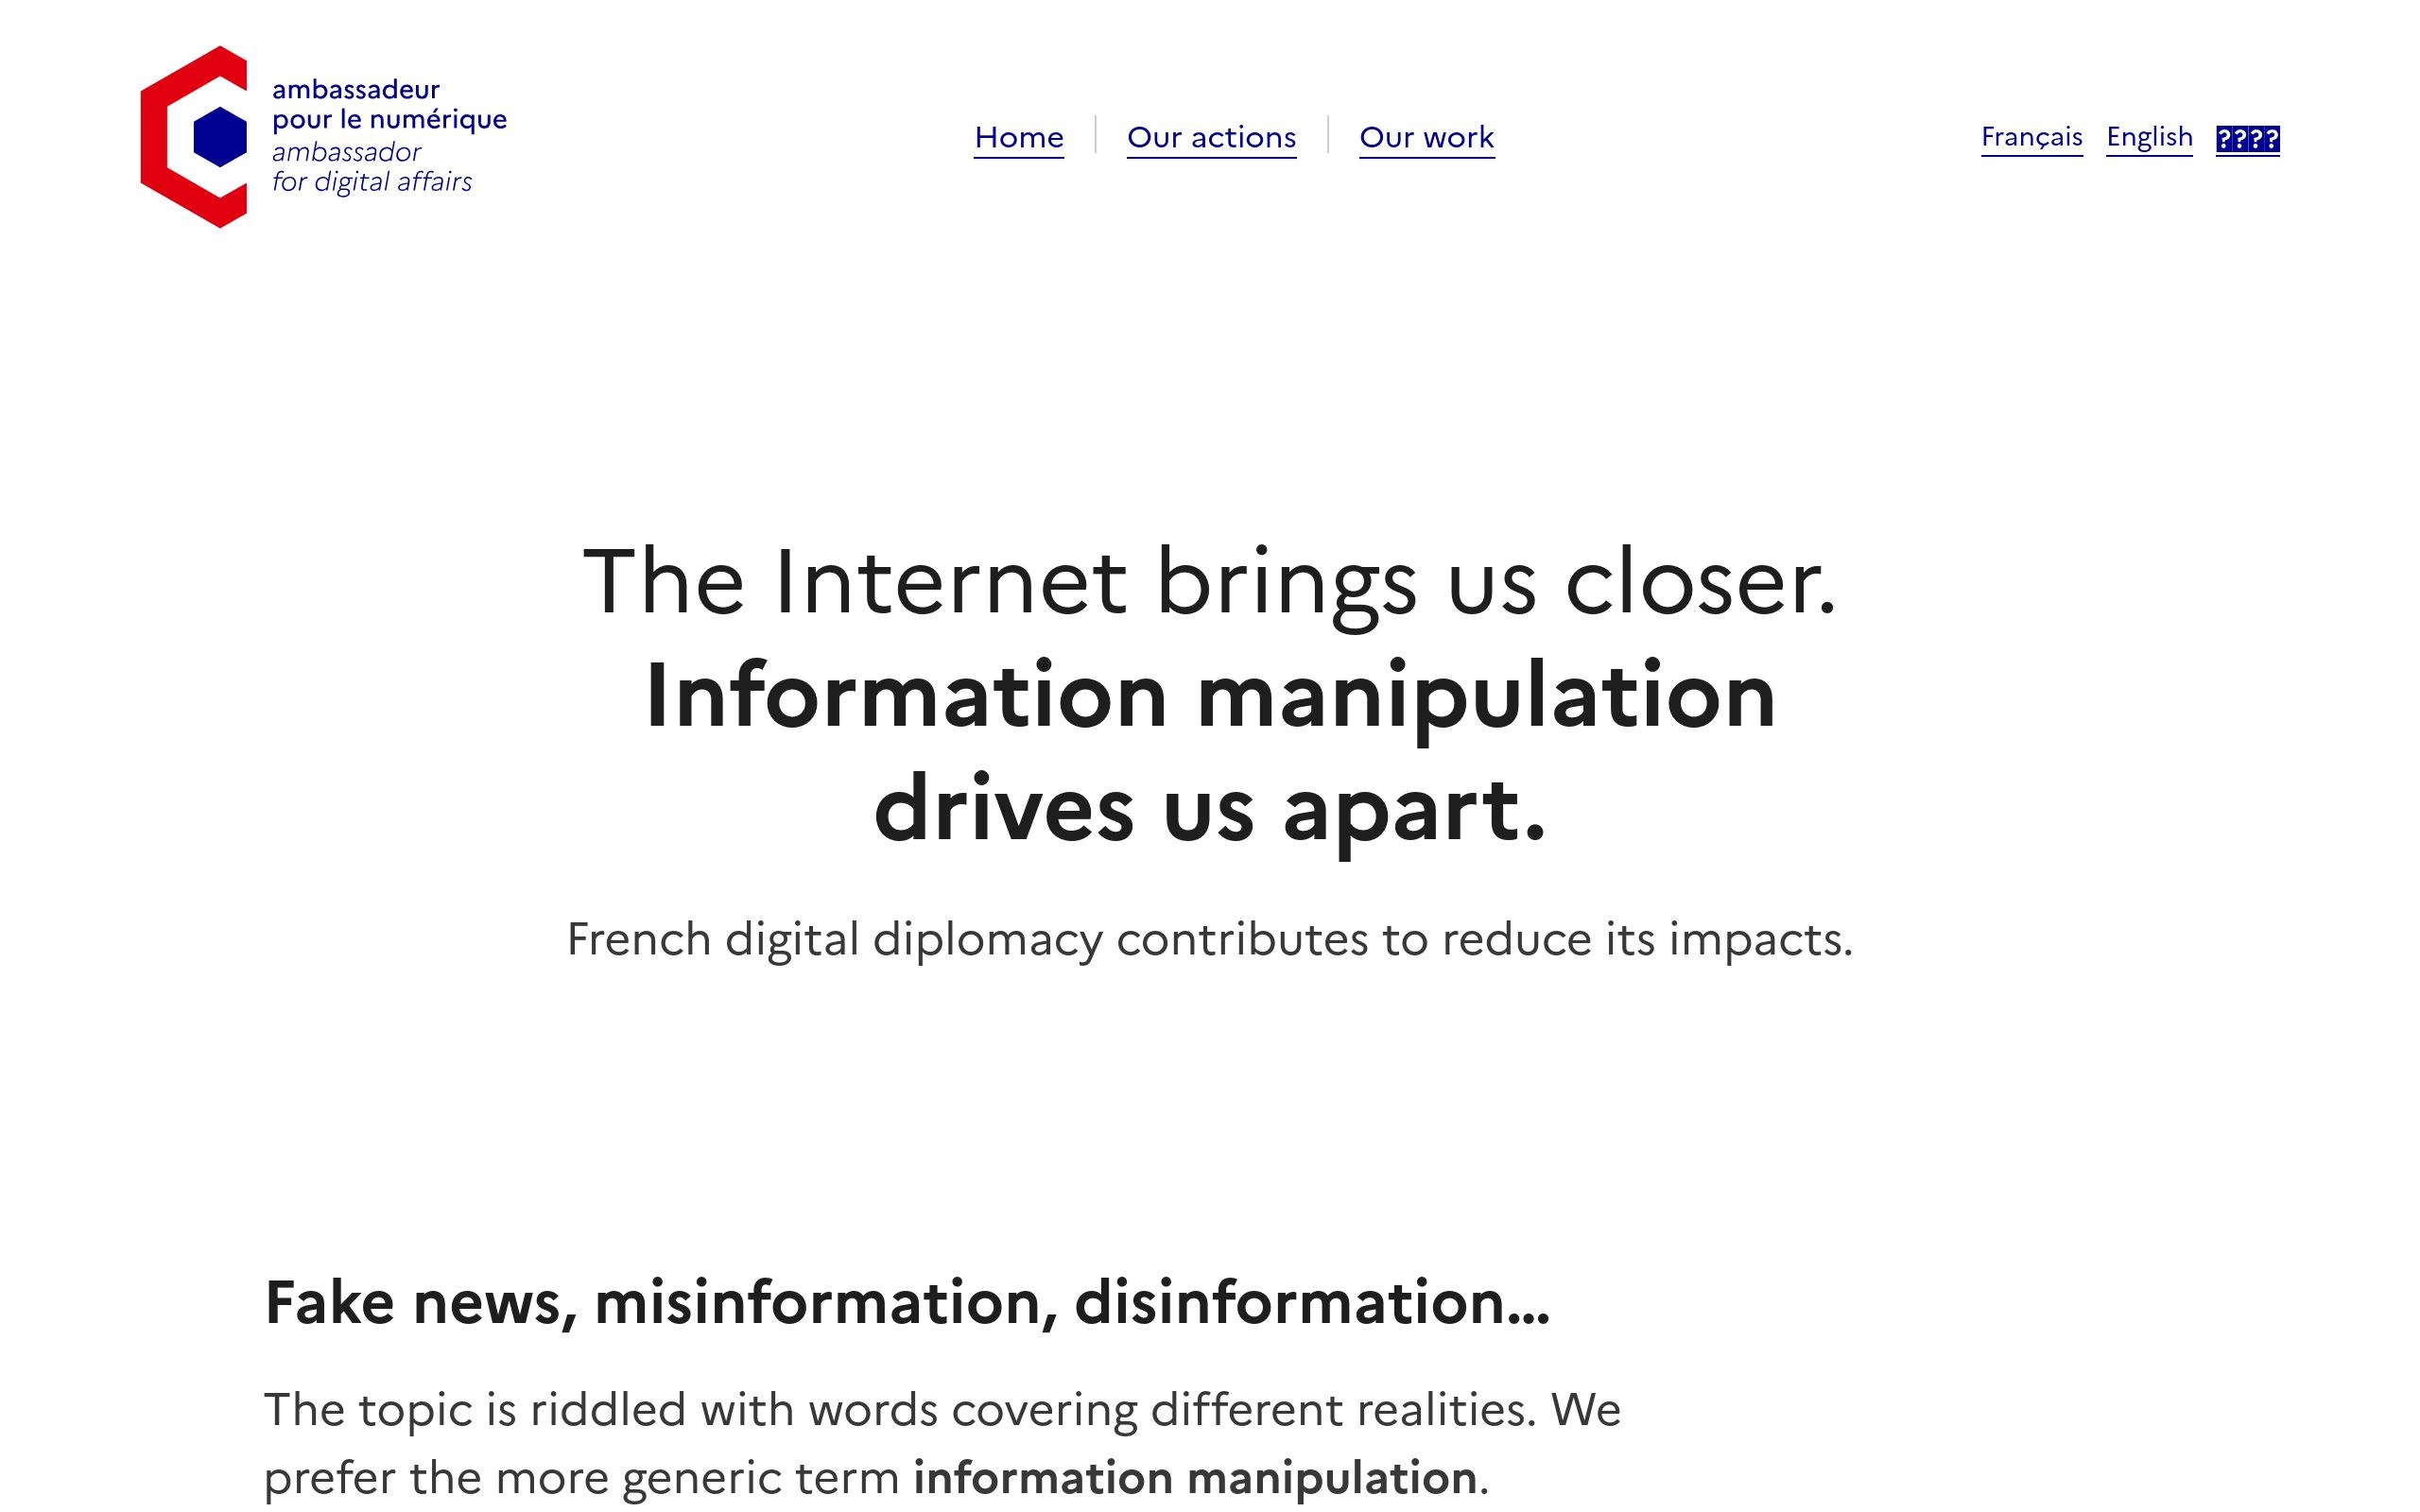 ambassadeur
pour le numérique
ambassador
for digital affairs
Home
Our actions
Our work
Français
English
The Internet brings us closer.
Information manipulation
drives us apart.
French digital diplomacy contributes to reduce its impacts.
Fake news, misinformation, disinformation…
The topic is riddled with words covering different realities. We
prefer the more generic term information manipulation.